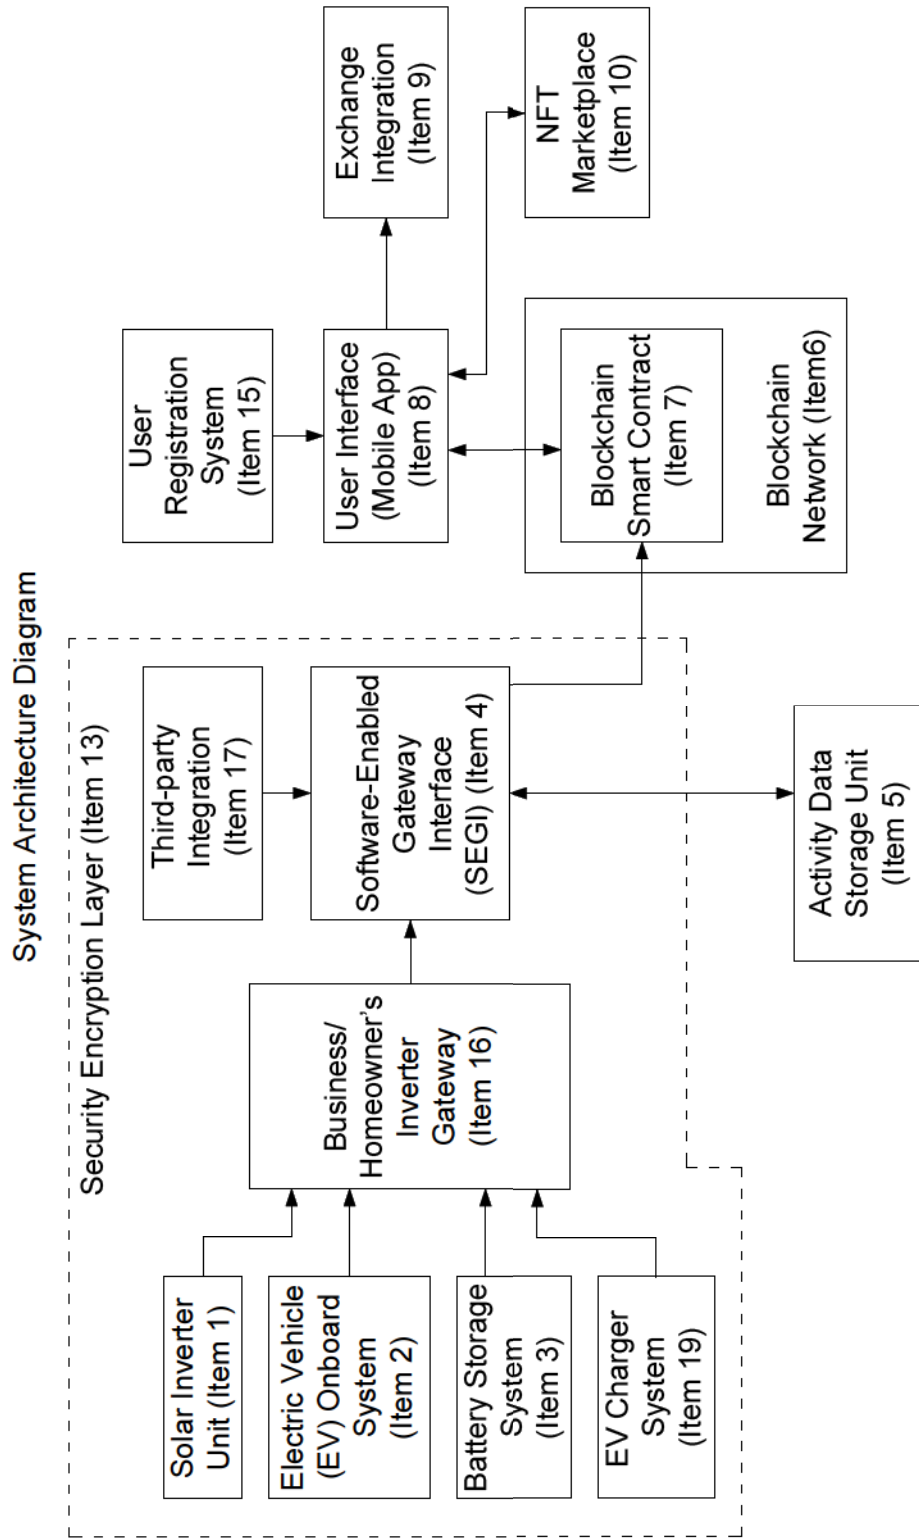 System Architecture Diagram
Security Encryption Layer (Item 13)
Solar Inverter
Unit (Item 1)
Electric Vehicle
(EV) Onboard
System
(Item 2)
Battery Storage
System
(Item 3)
EV Charger
System
(Item 19)
Business/
Homeowner's
Inverter
Gateway
(Item 16)
Third-party
Integration
(Item 17)
Software-Enabled
Gateway
Interface
(SEGI) (Item 4)
Activity Data
Storage Unit
(Item 5)
User
Registration
System
(Item 15)
User Interface
(Mobile App)
(Item 8)
Blockchain
Smart Contract
(Item 7)
Blockchain
Network (Item6)
Exchange
Integration
(Item 9)
NFT
Marketplace
(Item 10)